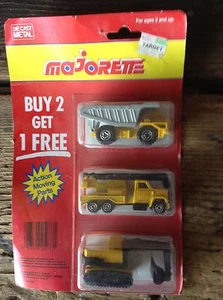 DIE CAST
METAL
For ages 3 and up
TARGET
MAJORETTE
BUY 2
GET
1 FREE
Action
Moving
Parts